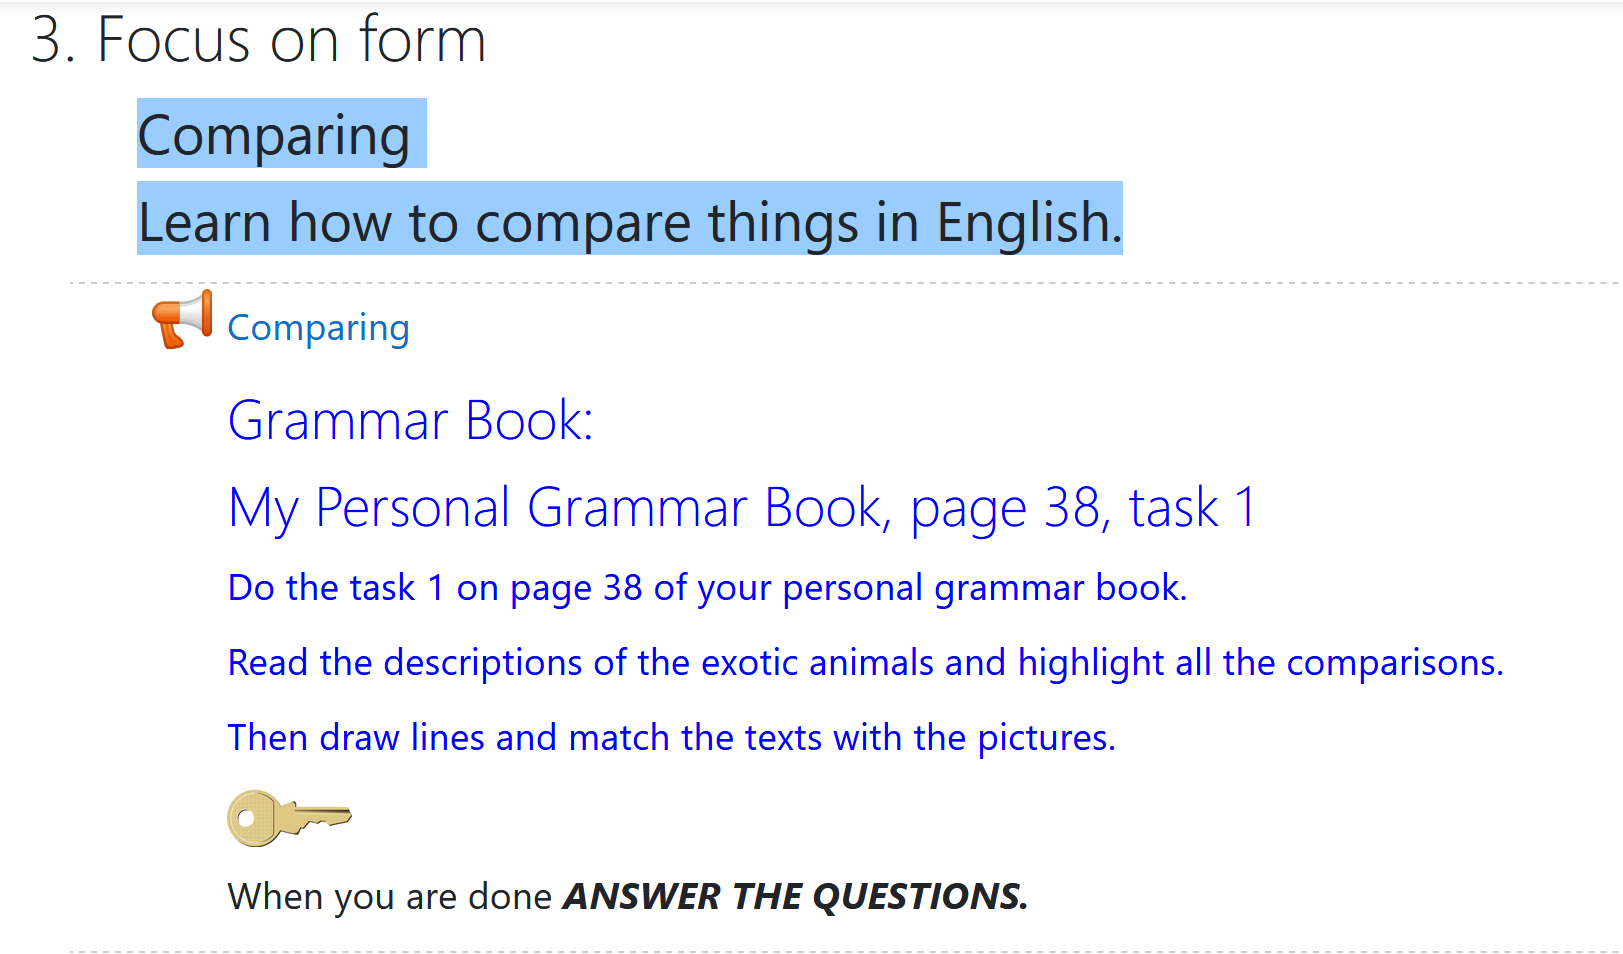 3. Focus on form
Comparing
Learn how to compare things in English.
Comparing
Grammar Book:
My Personal Grammar Book, page 38, task 1
Do the task 1 on page 38 of your personal grammar book.
Read the descriptions of the exotic animals and highlight all the comparisons.
Then draw lines and match the texts with the pictures.
When you are done ANSWER THE QUESTIONS.